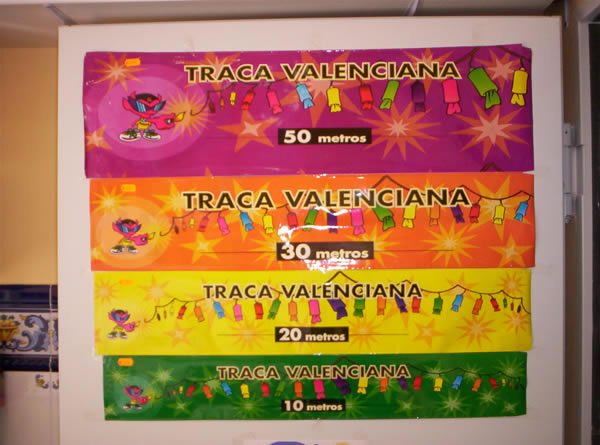 TRACA VALENCIANA
50 metros
TRACA VALENCIANA
30 metros
TRACA VALENCIANA
20 metros
TRACA VALENCIANA
10 metros